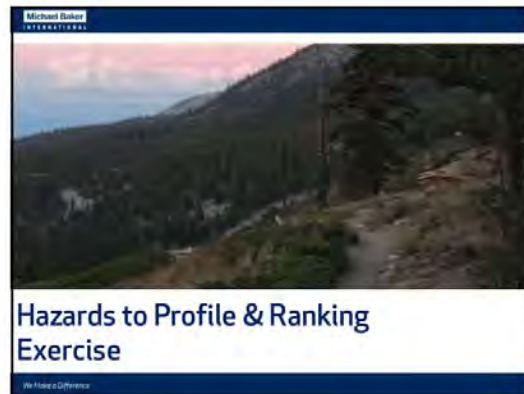 Michael Baker
INTERNATIONAL
Hazards to Profile & Ranking
Exercise
We Make a Difference